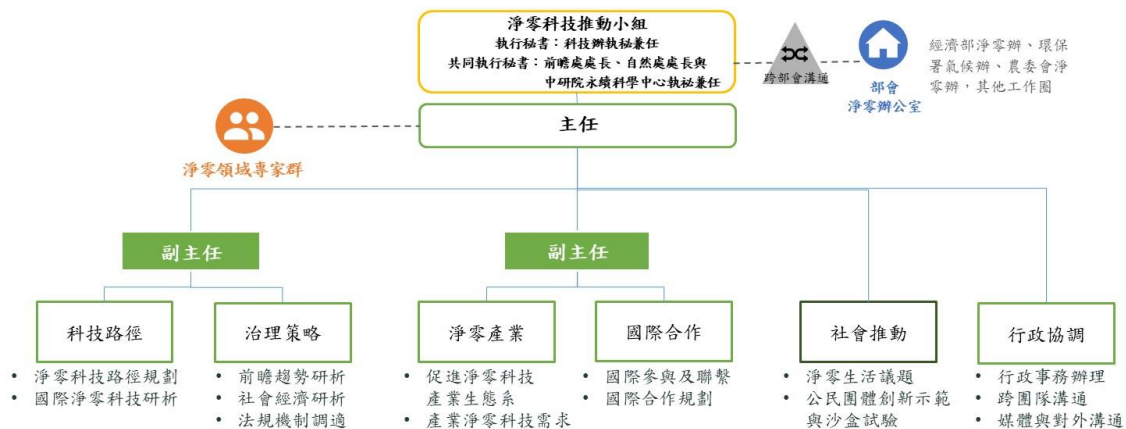 淨零科技推動小組
執行秘書：科技辦執秘兼任
共同執行秘書：前瞻處處長、自然處處長與
中研院永續科學中心執祕兼任
跨部會溝通
部會
淨零辦公室
經濟部淨零辦、環保
署氣候辦、農委會淨
零辦，其他工作圈
主任
淨零領域專家群
副主任
副主任
科技路徑
• 淨零科技路徑規劃
• 國際淨零科技研析
治理策略
• 前瞻趨勢研析
• 社會經濟研析
• 法規機制調適
淨零產業
• 促進淨零科技
產業生態系
• 產業淨零科技需求
國際合作
• 國際參與及聯繫
• 國際合作規劃
社會推動
• 淨零生活議題
• 公民團體創新示範
與沙盒試驗
行政協調
• 行政事務辦理
• 跨團隊溝通
• 媒體與對外溝通